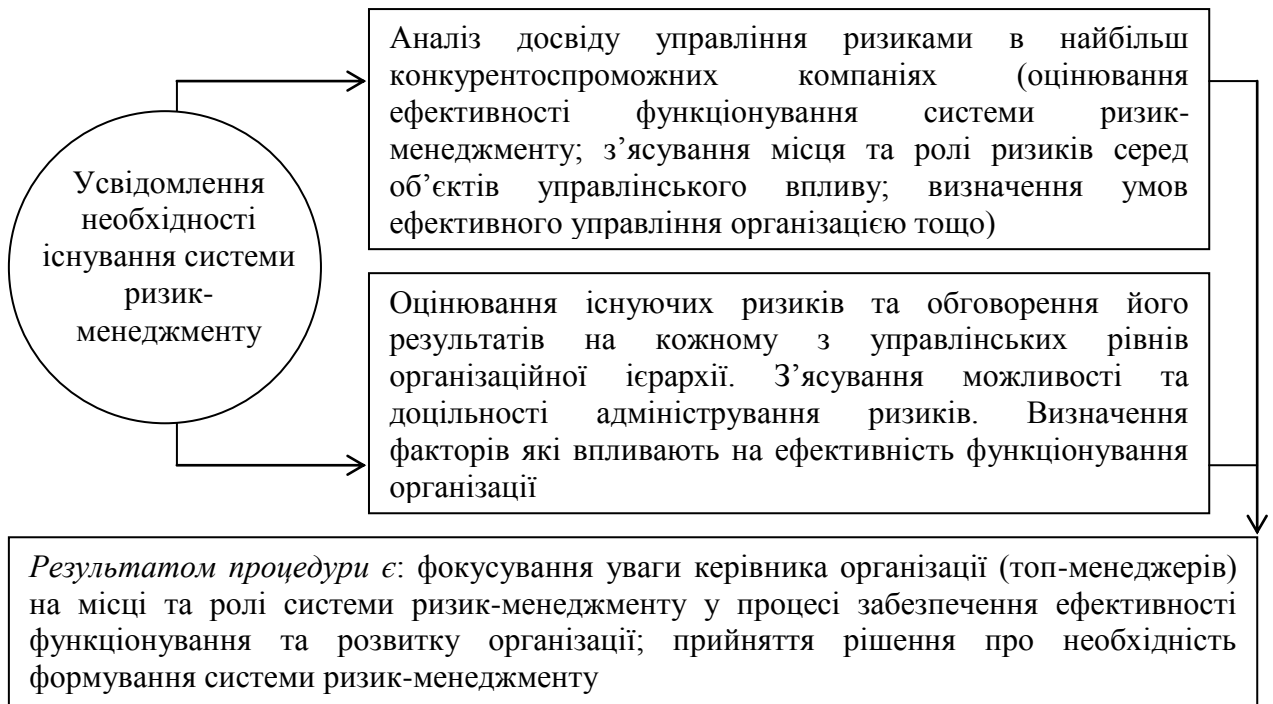 Усвідомлення
необхідності
існування системи
ризик-
менеджменту
Аналіз досвіду управління ризиками в найбільш
конкурентоспроможних компаніях (оцінювання
ефективності функціонування системи ризик-
менеджменту; з’ясування місця та ролі ризиків серед
об’єктів управлінського впливу; визначення умов
ефективного управління організацією тощо)
Оцінювання існуючих ризиків та обговорення його
результатів на кожному з управлінських рівнів
організаційної ієрархії. З’ясування можливості та
доцільності адміністрування ризиків. Визначення
факторів які впливають на ефективність функціонування
організації
Результатом процедури є: фокусування уваги керівника організації (топ-менеджерів)
на місці та ролі системи ризик-менеджменту у процесі забезпечення ефективності
функціонування та розвитку організації; прийняття рішення про необхідність
формування системи ризик-менеджменту